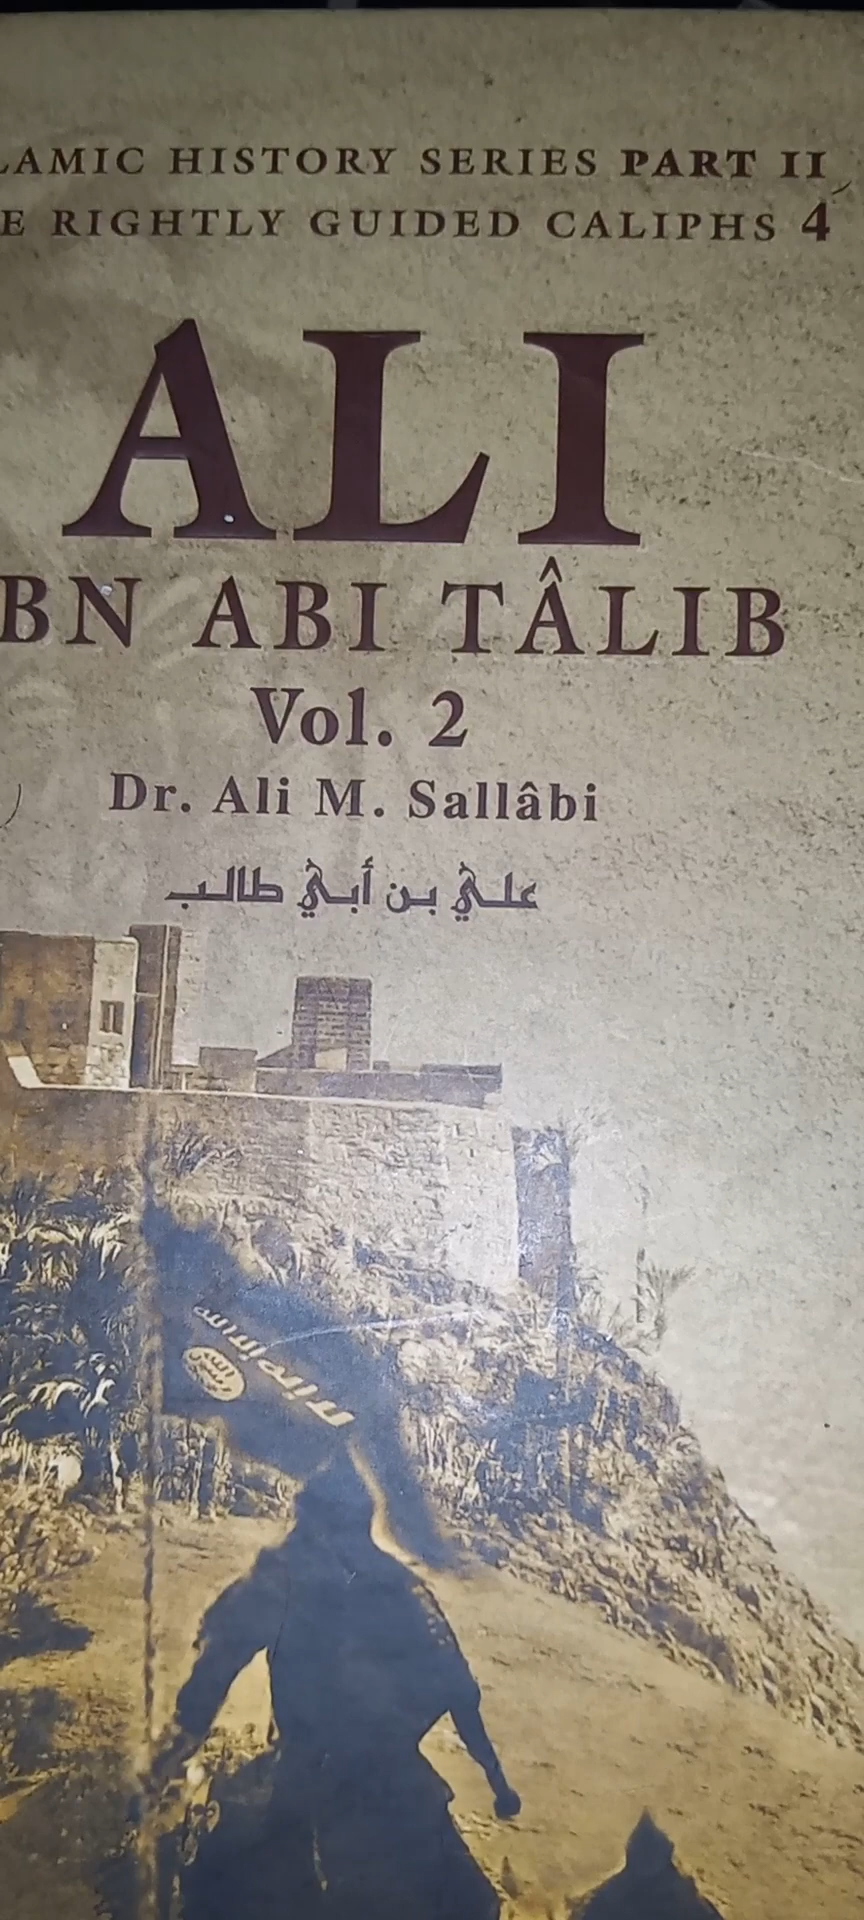 LAMIC HISTORY SERIES PART II
E RIGHTLY GUIDED CALIPHS 4
ALI
BN ABI TÂLIB
Vol. 2
Dr. Ali M. Sallâbi
علي بن أبي طالب